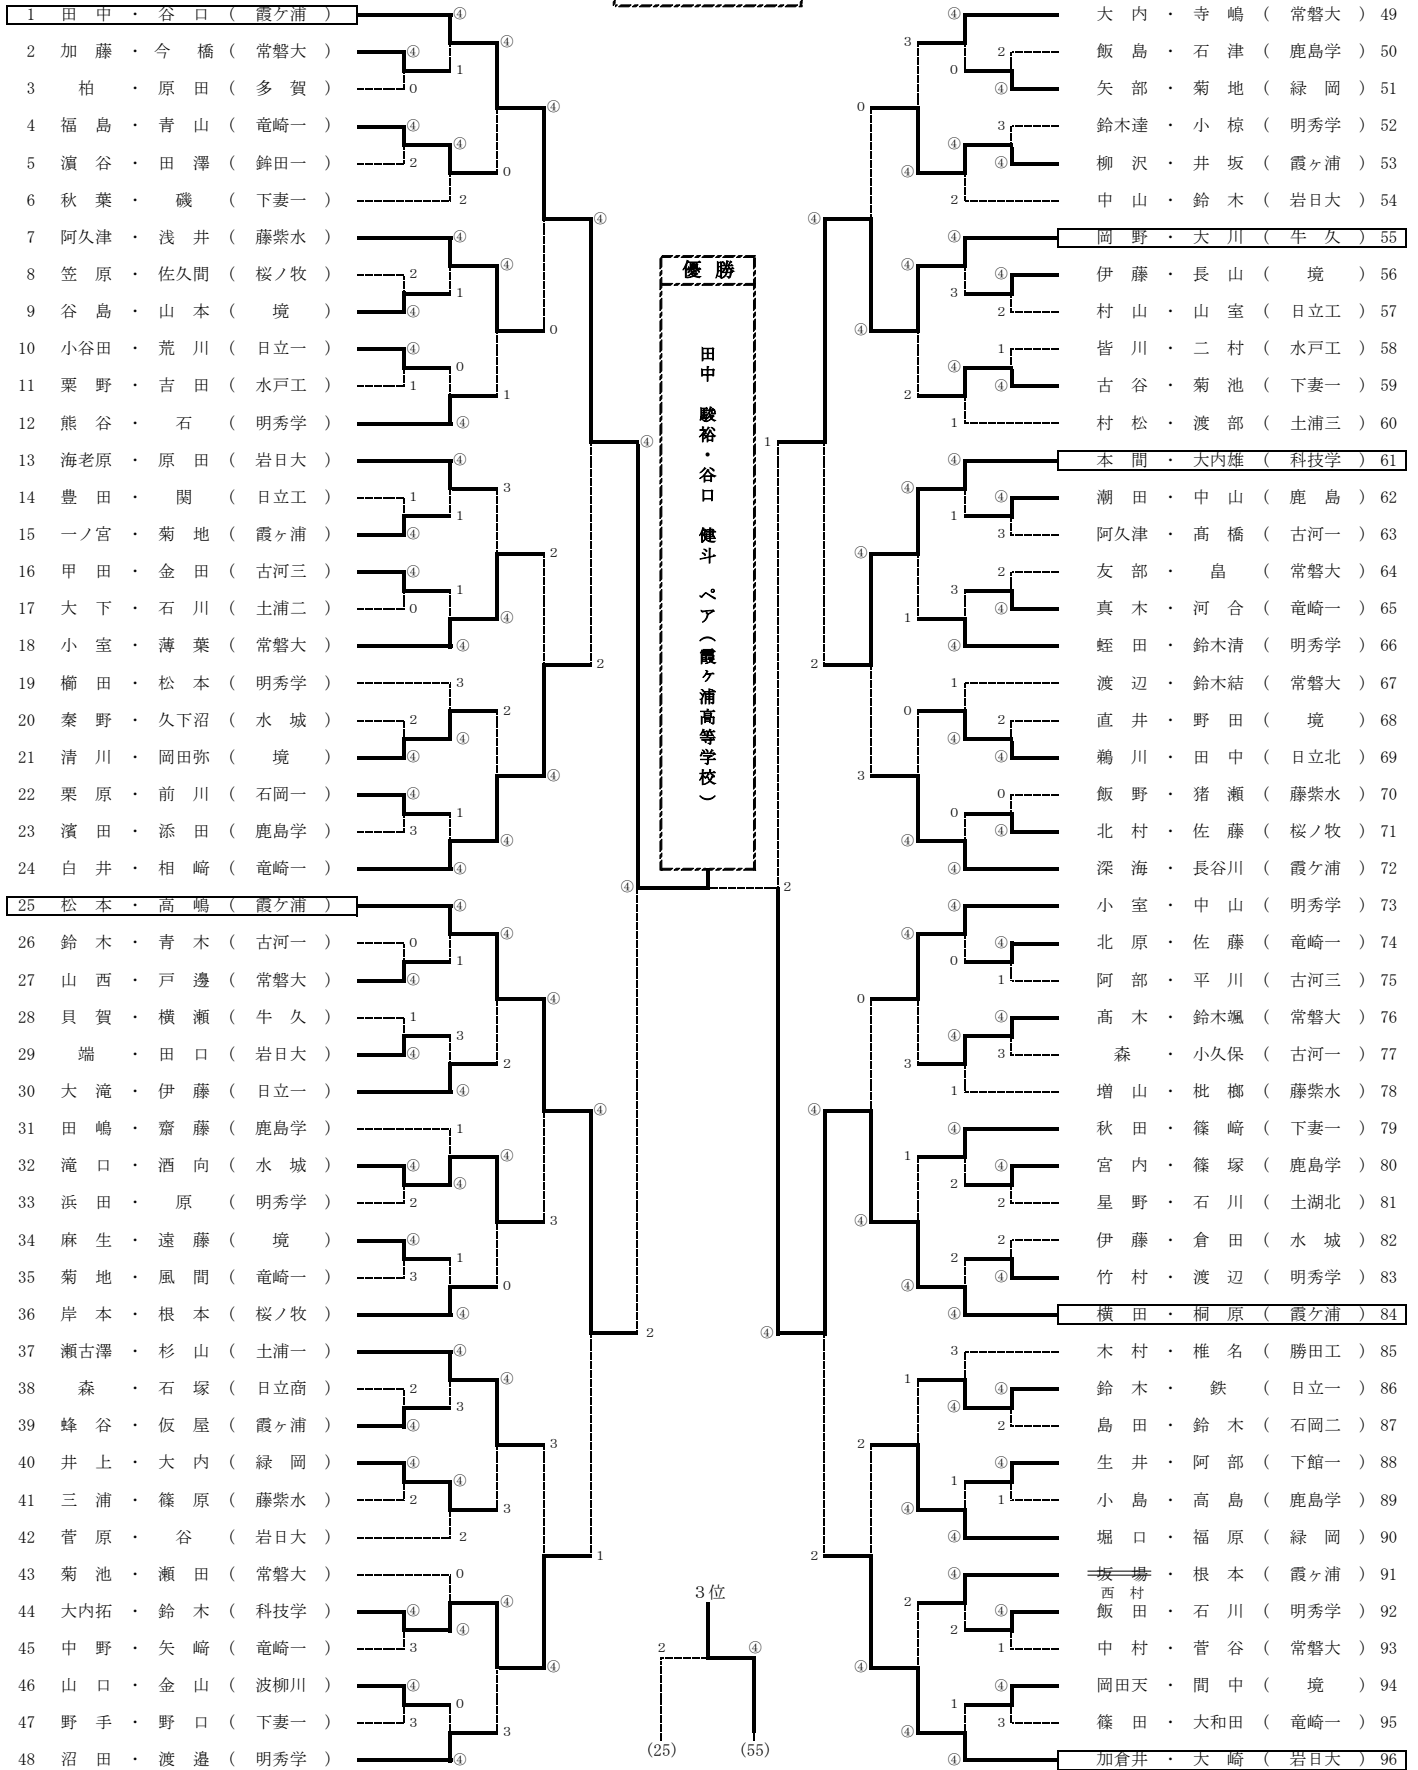 1 田 中 ・ 谷 口 ( 霞ケ浦 )
2 加 藤 ・ 今 橋 ( 常磐大 )
3 柏 ・ 原 田 ( 多 賀 )
4 福 島 ・ 青 山 ( 竜崎一 )
5 濵 谷 ・ 田 澤 ( 鉾田一 )
6 秋 葉 ・ 磯 ( 下妻一 )
7 阿久津 ・ 浅 井 ( 藤紫水 )
8 笠 原 ・ 佐久間 ( 桜ノ牧 )
9 谷 島 ・ 山 本 ( 境 )
10 小谷田 ・ 荒 川 ( 日立一 )
11 粟 野 ・ 吉 田 ( 水戸工 )
12 熊 谷 ・ 石 ( 明秀学 )
13 海老原 ・ 原 田 ( 岩日大 )
14 豊 田 ・ 関 ( 日立工 )
15 一ノ宮 ・ 菊 地 ( 霞ヶ浦 )
16 甲 田 ・ 金 田 ( 古河三 )
17 大 下 ・ 石 川 ( 土浦二 )
18 小 室 ・ 薄 葉 ( 常磐大 )
19 櫛 田 ・ 松 本 ( 明秀学 )
20 秦 野 ・ 久下沼 ( 水 城 )
21 清 川 ・ 岡田弥 ( 境 )
22 栗 原 ・ 前 川 ( 石岡一 )
23 濱 田 ・ 添 田 ( 鹿島学 )
24 白 井 ・ 相 﨑 ( 竜崎一 )
25 松 本 ・ 高 嶋 ( 霞ケ浦 )
26 鈴 木 ・ 青 木 ( 古河一 )
27 山 西 ・ 戸 邊 ( 常磐大 )
28 貝 賀 ・ 横 瀬 ( 牛 久 )
29 端 ・ 田 口 ( 岩日大 )
30 大 滝 ・ 伊 藤 ( 日立一 )
31 田 嶋 ・ 齋 藤 ( 鹿島学 )
32 滝 口 ・ 酒 向 ( 水 城 )
33 浜 田 ・ 原 ( 明秀学 )
34 麻 生 ・ 遠 藤 ( 境 )
35 菊 地 ・ 風 間 ( 竜崎一 )
36 岸 本 ・ 根 本 ( 桜ノ牧 )
37 瀬古澤 ・ 杉 山 ( 土浦一 )
38 森 ・ 石 塚 ( 日立商 )
39 蜂 谷 ・ 仮 屋 ( 霞ヶ浦 )
40 井 上 ・ 大 内 ( 緑 岡 )
41 三 浦 ・ 篠 原 ( 藤紫水 )
42 菅 原 ・ 谷 ( 岩日大 )
43 菊 池 ・ 瀬 田 ( 常磐大 )
44 大内拓 ・ 鈴 木 ( 科技学 )
45 中 野 ・ 矢 﨑 ( 竜崎一 )
46 山 口 ・ 金 山 ( 波柳川 )
47 野 手 ・ 野 口 ( 下妻一 )
48 沼 田 ・ 渡 邉 ( 明秀学 )
優 勝
田中 駿裕・谷口 健斗 ペア(霞ヶ浦高等学校)
3位
2 ④
(25) (55)
大 内 ・ 寺 嶋 ( 常磐大 ) 49
飯 島 ・ 石 津 ( 鹿島学 ) 50
矢 部 ・ 菊 地 ( 緑 岡 ) 51
鈴木達 ・ 小 椋 ( 明秀学 ) 52
柳 沢 ・ 井 坂 ( 霞ヶ浦 ) 53
中 山 ・ 鈴 木 ( 岩日大 ) 54
岡 野 ・ 大 川 ( 牛 久 ) 55
伊 藤 ・ 長 山 ( 境 ) 56
村 山 ・ 山 室 ( 日立工 ) 57
皆 川 ・ 二 村 ( 水戸工 ) 58
古 谷 ・ 菊 池 ( 下妻一 ) 59
村 松 ・ 渡 部 ( 土浦三 ) 60
本 間 ・ 大内雄 ( 科技学 ) 61
潮 田 ・ 中 山 ( 鹿 島 ) 62
阿久津 ・ 髙 橋 ( 古河一 ) 63
友 部 ・ 畠 ( 常磐大 ) 64
真 木 ・ 河 合 ( 竜崎一 ) 65
蛭 田 ・ 鈴木清 ( 明秀学 ) 66
渡 辺 ・ 鈴木結 ( 常磐大 ) 67
直 井 ・ 野 田 ( 境 ) 68
鵜 川 ・ 田 中 ( 日立北 ) 69
飯 野 ・ 猪 瀬 ( 藤紫水 ) 70
北 村 ・ 佐 藤 ( 桜ノ牧 ) 71
深 海 ・ 長谷川 ( 霞ケ浦 ) 72
小 室 ・ 中 山 ( 明秀学 ) 73
北 原 ・ 佐 藤 ( 竜崎一 ) 74
阿 部 ・ 平 川 ( 古河三 ) 75
髙 木 ・ 鈴木颯 ( 常磐大 ) 76
森 ・ 小久保 ( 古河一 ) 77
増 山 ・ 枇 榔 ( 藤紫水 ) 78
秋 田 ・ 篠 﨑 ( 下妻一 ) 79
宮 内 ・ 篠 塚 ( 鹿島学 ) 80
星 野 ・ 石 川 ( 土湖北 ) 81
伊 藤 ・ 倉 田 ( 水 城 ) 82
竹 村 ・ 渡 辺 ( 明秀学 ) 83
横 田 ・ 桐 原 ( 霞ケ浦 ) 84
木 村 ・ 椎 名 ( 勝田工 ) 85
鈴 木 ・ 鉄 ( 日立一 ) 86
島 田 ・ 鈴 木 ( 石岡二 ) 87
生 井 ・ 阿 部 ( 下館一 ) 88
小 島 ・ 高 島 ( 鹿島学 ) 89
堀 口 ・ 福 原 ( 緑 岡 ) 90
坂 場 ・ 根 本 ( 霞ヶ浦 ) 91
西 村
飯 田 ・ 石 川 ( 明秀学 ) 92
中 村 ・ 菅 谷 ( 常磐大 ) 93
岡田天 ・ 間 中 ( 境 ) 94
篠 田 ・ 大和田 ( 竜崎一 ) 95
加倉井 ・ 大 崎 ( 岩日大 ) 96